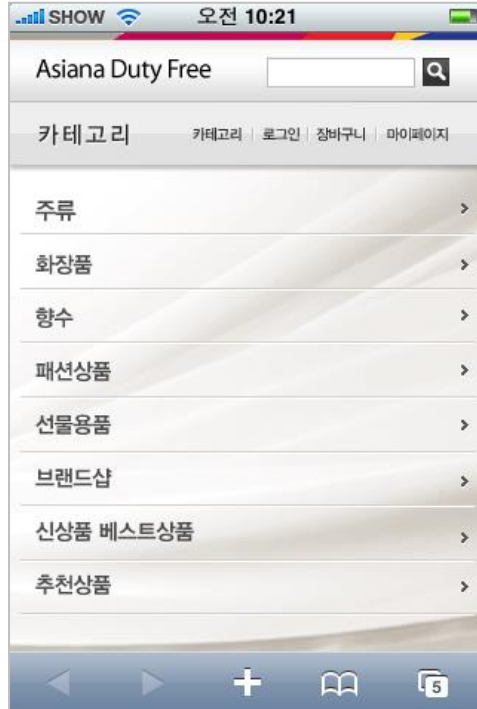 SHOW 오전 10:21
Asiana Duty Free
카테고리 카테고리 로그인 장바구니 마이페이지
주류
화장품
향수
패션상품
선물용품
브랜드샵
신상품 베스트상품
추천상품
5